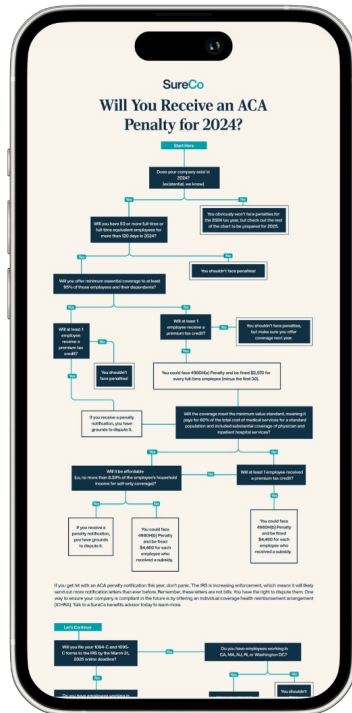 SureCo
Will You Receive an ACA
Penalty for 2024?
Start Here
Does your company exist in
2024?
(existential, we know)
Yes
No
Will you have 50 or more full-time or
full-time equivalent employees for
more than 120 days in 2024?
You obviously won't face penalties for
the 2024 tax year, but check out the rest
of the chart to be prepared for 2025.
Yes
No
You shouldn't face penalties!
Will you offer minimum essential coverage to at least
95% of those employees and their dependents?
Yes
No
Will at least 1
employee
receive a
premium tax
credit?
Will at least 1
employee receive a
premium tax credit?
No
You shouldn't face penalties,
but make sure you offer
coverage next year.
No
Yes
You shouldn't
face penalties!
Yes
You could face 4980H(a) Penalty and be fined $2,970 for
every full-time employee (minus the first 30).
If you receive a penalty
notification, you have
grounds to dispute it.
Will the coverage meet the minimum value standard, meaning it
pays for 60% of the total cost of medical services for a standard
population and included substantial coverage of physician and
inpatient hospital services?
Yes
No
Will it be affordable
(i.e, no more than 8.39% of the employee's household
income for self-only coverage)?
No
Will at least 1 employee received
a premium tax credit?
Yes
No
Yes
If you receive a
penalty
notification,
you have
grounds to
dispute it.
You could face
4980H(b) Penalty
and be fined
$4,460 for each
employee who
received a subsidy.
You could face
4980H(b) Penalty
and be fined
$4,460 for each
employee who
received a subsidy.
If you get hit with an ACA penalty notification this year, don't panic. The IRS is increasing enforcement, which means it will likely
send out more notification letters than ever before. Remember, these letters are not bills. You have the right to dispute them. One
way to ensure your company is compliant in the future is by offering an individual coverage health reimbursement arrangement
(ICHRA). Talk to a SureCo benefits advisor today to learn more.
Let's Continue
Will you file your 1094-C and 1095-
C forms to the IRS by the March 31,
2025 online deadline?
No
Do you have employees working in
CA, MA, NJ, RI, or Washington DC?
Yes
Yes
No
Do you have employees working in
You shouldn't